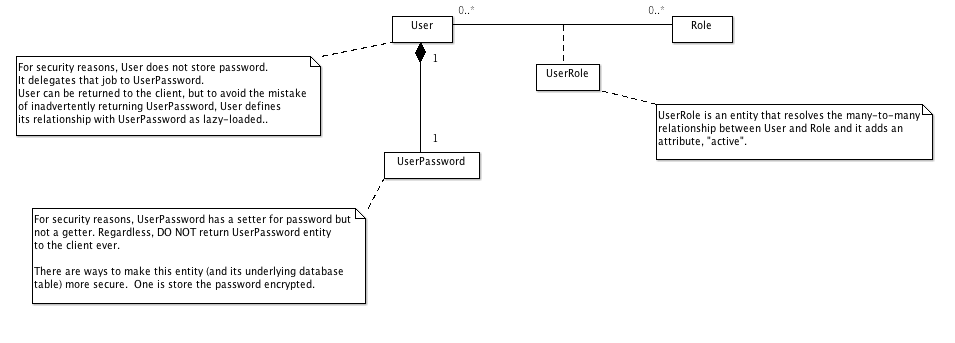 User
0..*
0..*
Role
1
UserRole
1
UserPassword
For security reasons, User does not store password.
It delegates that job to UserPassword.
User can be returned to the client, but to avoid the mistake
of inadvertently returning UserPassword, User defines
its relationship with UserPassword as lazy-loaded..
UserRole is an entity that resolves the many-to-many
relationship between User and Role and it adds an
attribute, "active".
For security reasons, UserPassword has a setter for password but
not a getter. Regardless, DO NOT return UserPassword entity
to the client ever.
There are ways to make this entity (and its underlying database
table) more secure.  One is store the password encrypted.